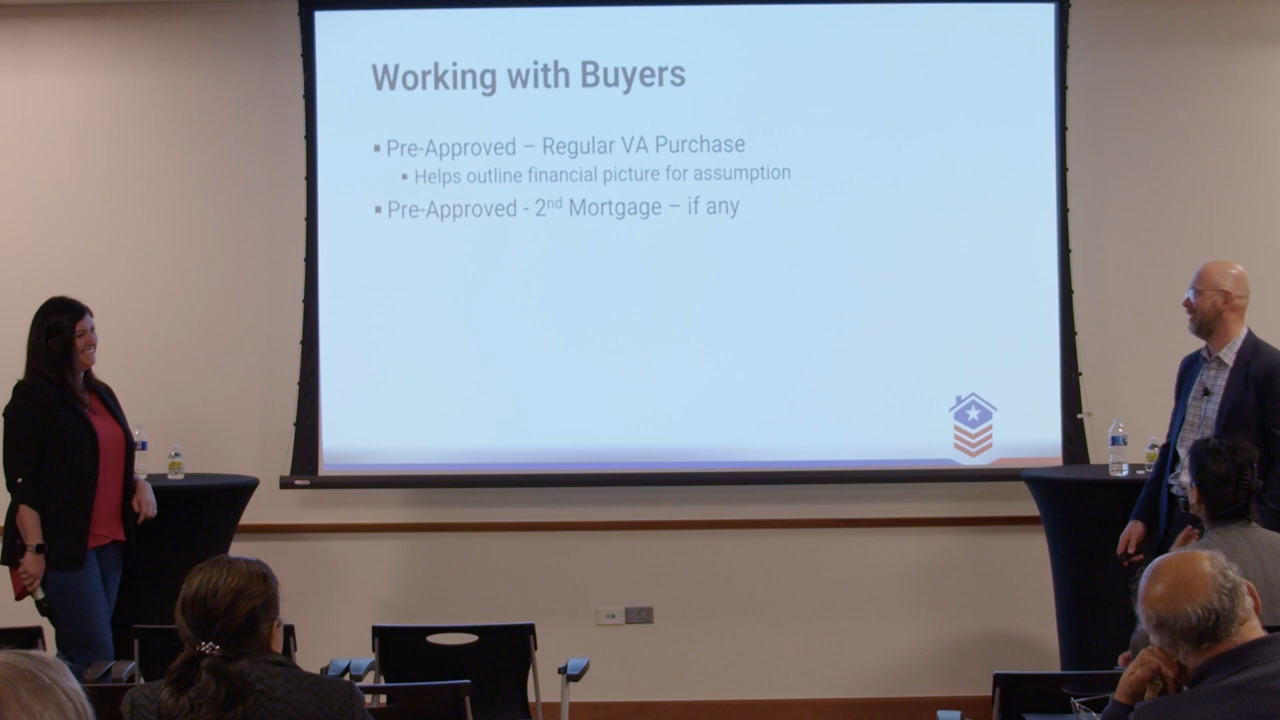 Working with Buyers
▪ Pre-Approved – Regular VA Purchase
▪ Helps outline financial picture for assumption
▪ Pre-Approved - 2nd Mortgage – if any